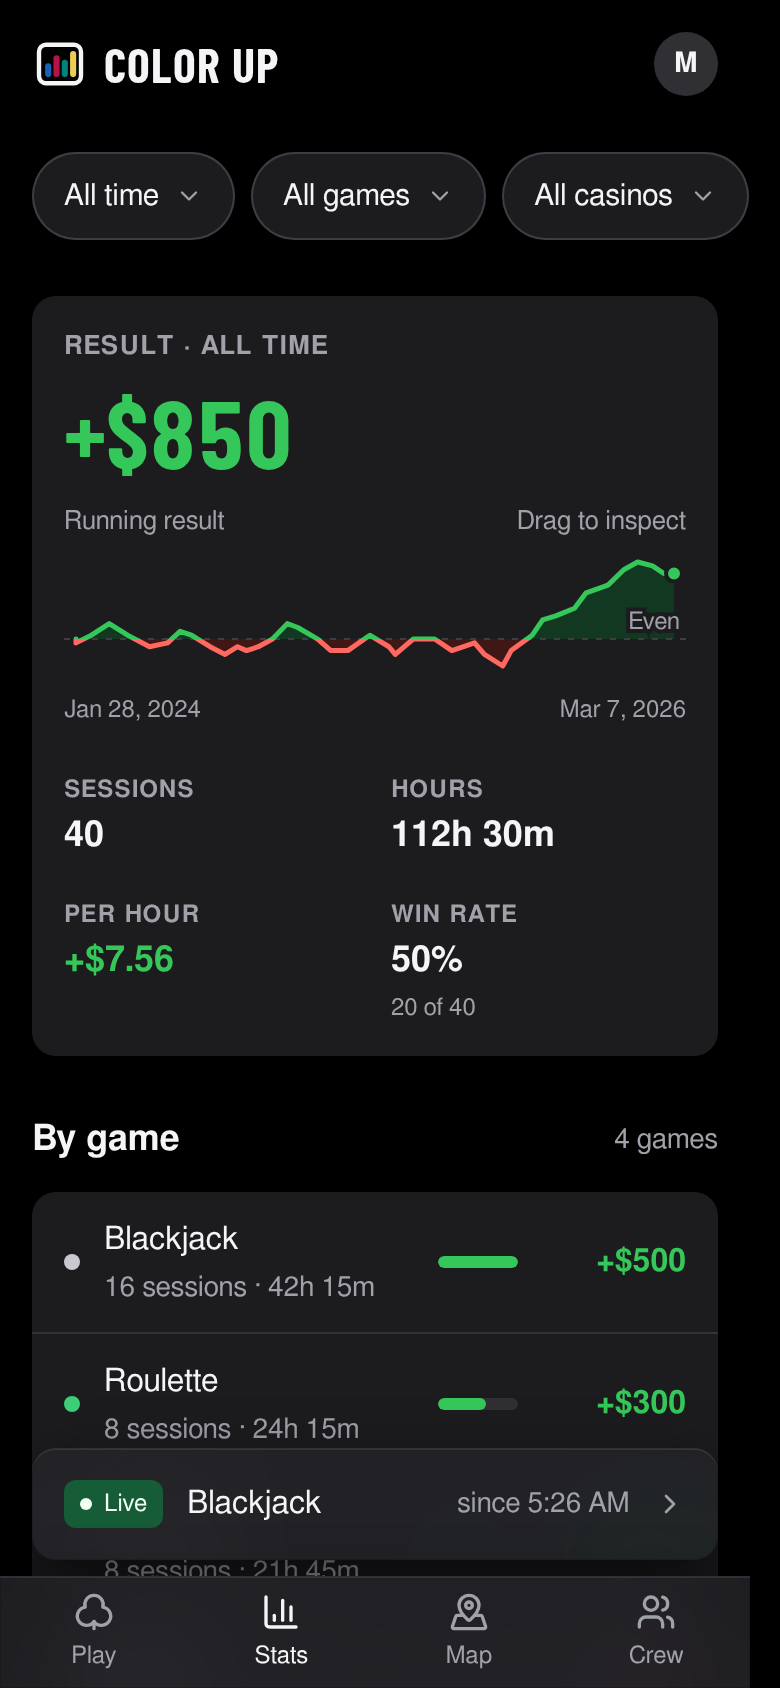 COLOR UP
M
All time
All games
All casinos
RESULT · ALL TIME
+$850
Running result
Drag to inspect
Even
Jan 28, 2024
Mar 7, 2026
SESSIONS
HOURS
40
112h 30m
PER HOUR
WIN RATE
+$7.56
50%
20 of 40
By game
4 games
Blackjack
16 sessions · 42h 15m
+$500
Roulette
8 sessions · 24h 15m
+$300
Live
Blackjack
since 5:26 AM
8 sessions · 21h 45m
Play
Stats
Map
Crew